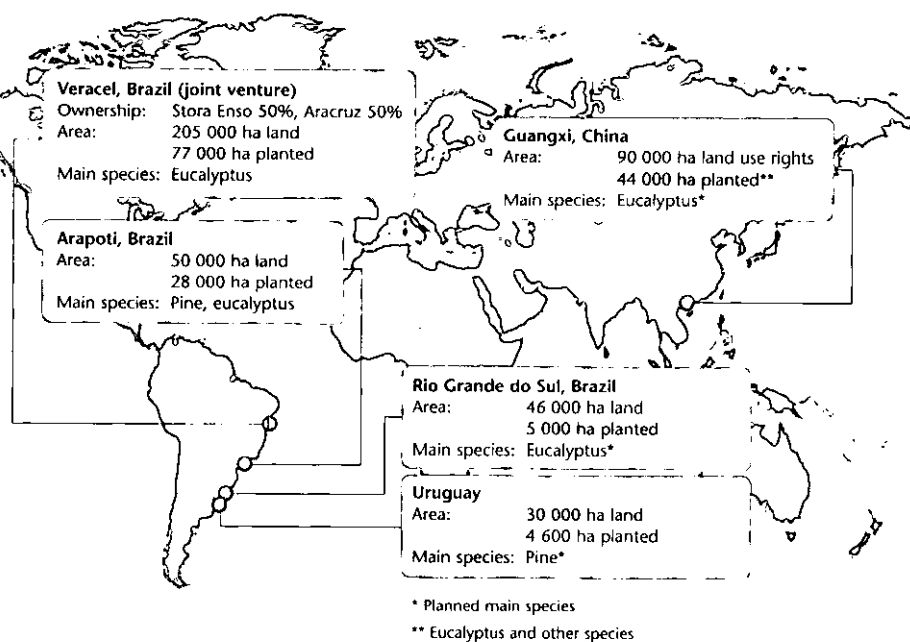 Veracel, Brazil (joint venture)
Ownership: Stora Enso 50%, Aracruz 50%
Area: 205 000 ha land
77 000 ha planted
Main species: Eucalyptus
Guangxi, China
Area: 90 000 ha land use rights
44 000 ha planted**
Main species: Eucalyptus*
Arapoti, Brazil
Area: 50 000 ha land
28 000 ha planted
Main species: Pine, eucalyptus
Rio Grande do Sul, Brazil
Area: 46 000 ha land
5 000 ha planted
Main species: Eucalyptus*
Uruguay
Area: 30 000 ha land
4 600 ha planted
Main species: Pine*
* Planned main species
** Eucalyptus and other species